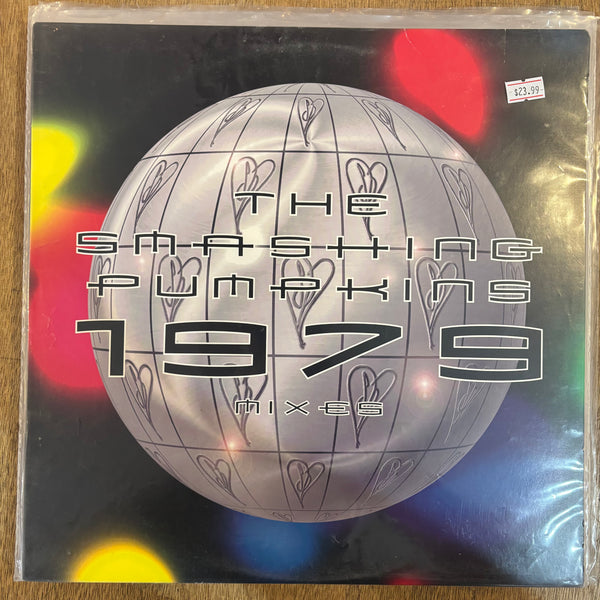 $23.99
THE
SMASHING
PUMPKINS
1979
MIXES